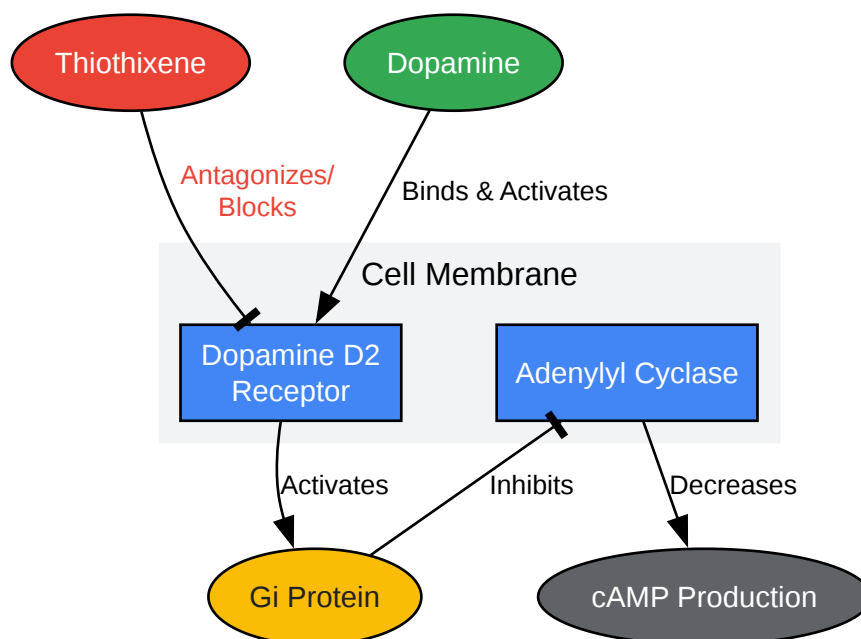 Thiothixene
Dopamine
Antagonizes/
Blocks
Binds & Activates
Cell Membrane
Dopamine D2
Receptor
Adenylyl Cyclase
Activates
Inhibits
Decreases
Gi Protein
cAMP Production